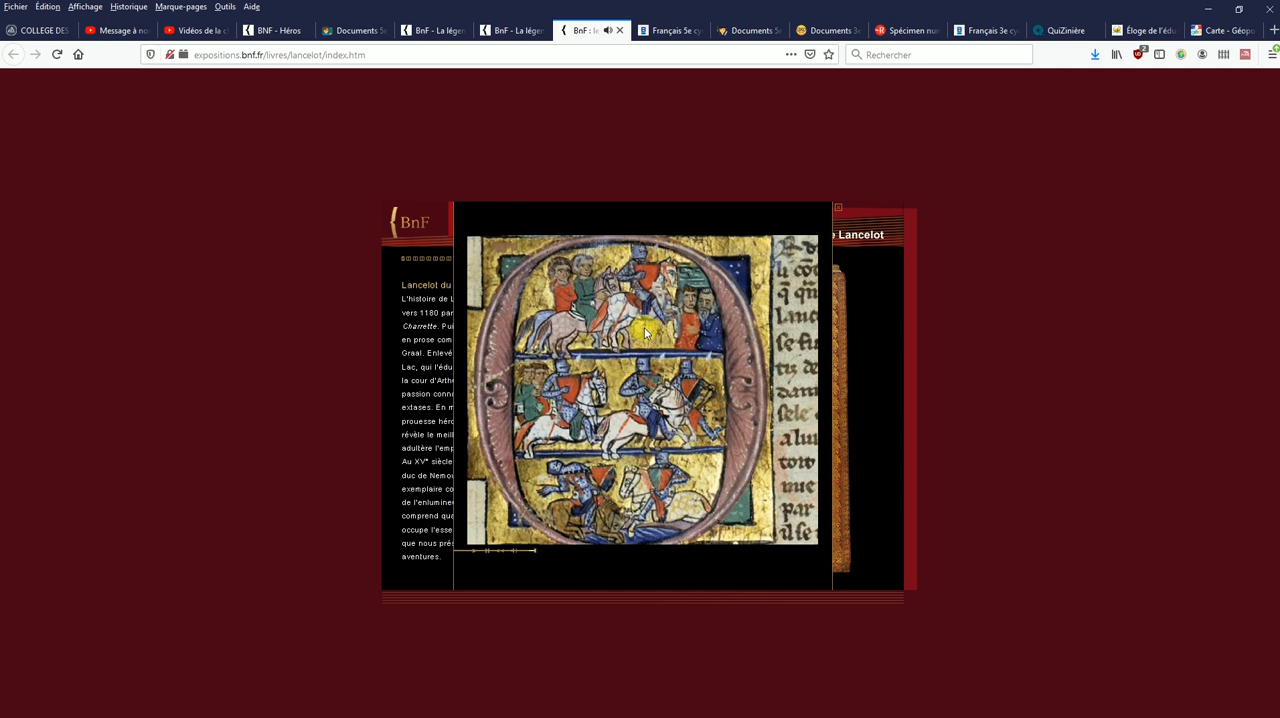 Fichier Édition Affichage Historique Marque-pages Outils Aide
COLLEGE DES
Message à no
Vidéos de la c
BNF - Héros
Documents 5e
BnF - La légen
BnF - La légen
BnF : le
Français 5e cy
Documents 5e
Documents 3e
Spécimen nu
Français 3e cy
QuiZinière
Éloge de l'édu
Carte - Géopo
expositions.bnf.fr/livres/lancelot/index.htm
Rechercher
BnF
e Lancelot
Lancelot du
L'histoire de L
vers 1180 par
Charrette. Pui
en prose com
Graal. Enlevé
Lac, qui l'édu
la cour d'Arth
passion conn
extases. En m
prouesse héro
révèle le meill
adultère l'emp
Au XVe siècle
duc de Nemou
exemplaire co
de l'enlumine
comprend qua
occupe l'esse
que nous prés
aventures.